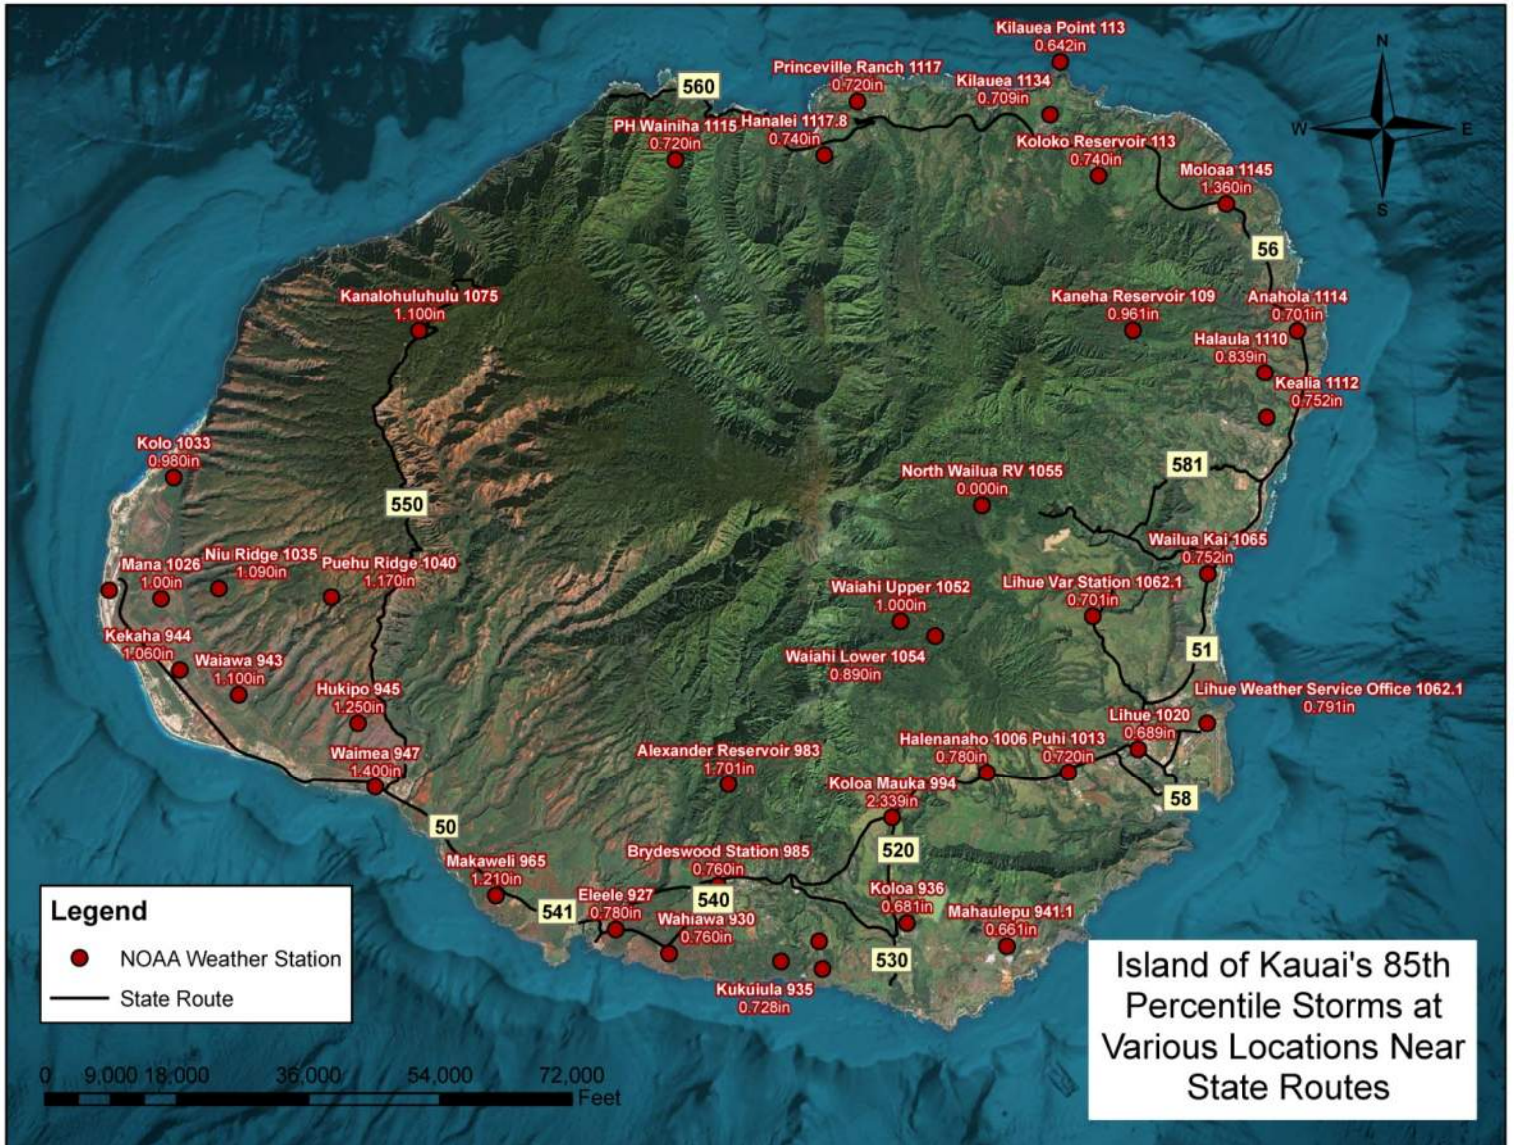 Kilauea Point 113
0.642in
Princeville Ranch 1117
0.720in
Kilauea 1134
0.709in
560
PH Wainiha 1115
0.720in
Hanalei 1117.8
0.740in
Koloko Reservoir 113
0.740in
Moloaa 1145
1.360in
N
W
E
S
56
Kanalohuluhulu 1075
1.100in
Kaneha Reservoir 109
0.961in
Anahola 1114
0.701in
Halaula 1110
0.839in
Kealia 1112
0.752in
Kolo 1033
0.980in
550
North Wailua RV 1055
0.000in
581
Wailua Kai 1065
0.752in
Mana 1026
1.00in
Niu Ridge 1035
1.090in
Puehu Ridge 1040
1.170in
Waiahi Upper 1052
1.000in
Lihue Var Station 1062.1
0.701in
Kekaha 944
1.060in
Waiawa 943
1.100in
Waiahi Lower 1054
0.890in
51
Hukipo 945
1.250in
Lihue Weather Service Office 1062.1
0.791in
Waimea 947
1.400in
Alexander Reservoir 983
1.701in
Halenanaho 1006
0.780in
Puhi 1013
0.720in
Lihue 1020
0.689in
Koloa Mauka 994
2.339in
58
50
520
Makaweli 965
1.210in
Brydeswood Station 985
0.760in
540
Eleele 927
0.780in
541
Wahiawa 930
0.760in
Koloa 936
0.681in
Mahaulepu 941.1
0.661in
530
Kukuiula 935
0.728in
Legend
NOAA Weather Station
State Route
0 9,000 18,000 36,000 54,000 72,000
Feet
Island of Kauai's 85th
Percentile Storms at
Various Locations Near
State Routes